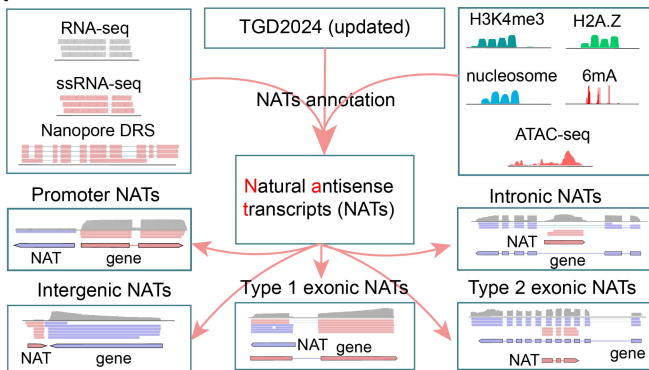 RNA-seq
ssRNA-seq
Nanopore DRS
TGD2024 (updated)
NATs annotation
H3K4me3
H2A.Z
nucleosome
6mA
ATAC-seq
Natural antisense
transcripts (NATs)
Promoter NATs
NAT
gene
Intronic NATs
NAT
gene
Intergenic NATs
NAT
gene
Type 1 exonic NATs
NAT
gene
Type 2 exonic NATs
gene
NAT